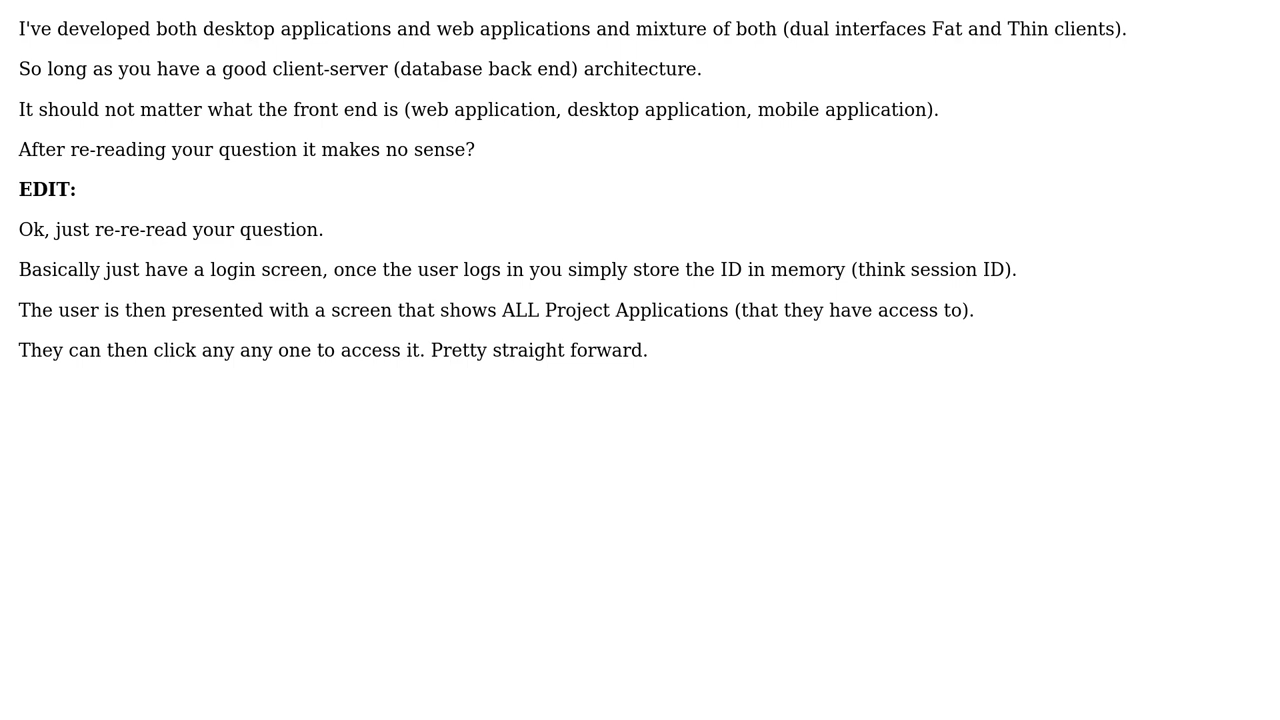 I've developed both desktop applications and web applications and mixture of both (dual interfaces Fat and Thin clients).
So long as you have a good client-server (database back end) architecture.
It should not matter what the front end is (web application, desktop application, mobile application).
After re-reading your question it makes no sense?
EDIT:
Ok, just re-re-read your question.
Basically just have a login screen, once the user logs in you simply store the ID in memory (think session ID).
The user is then presented with a screen that shows ALL Project Applications (that they have access to).
They can then click any any one to access it. Pretty straight forward.